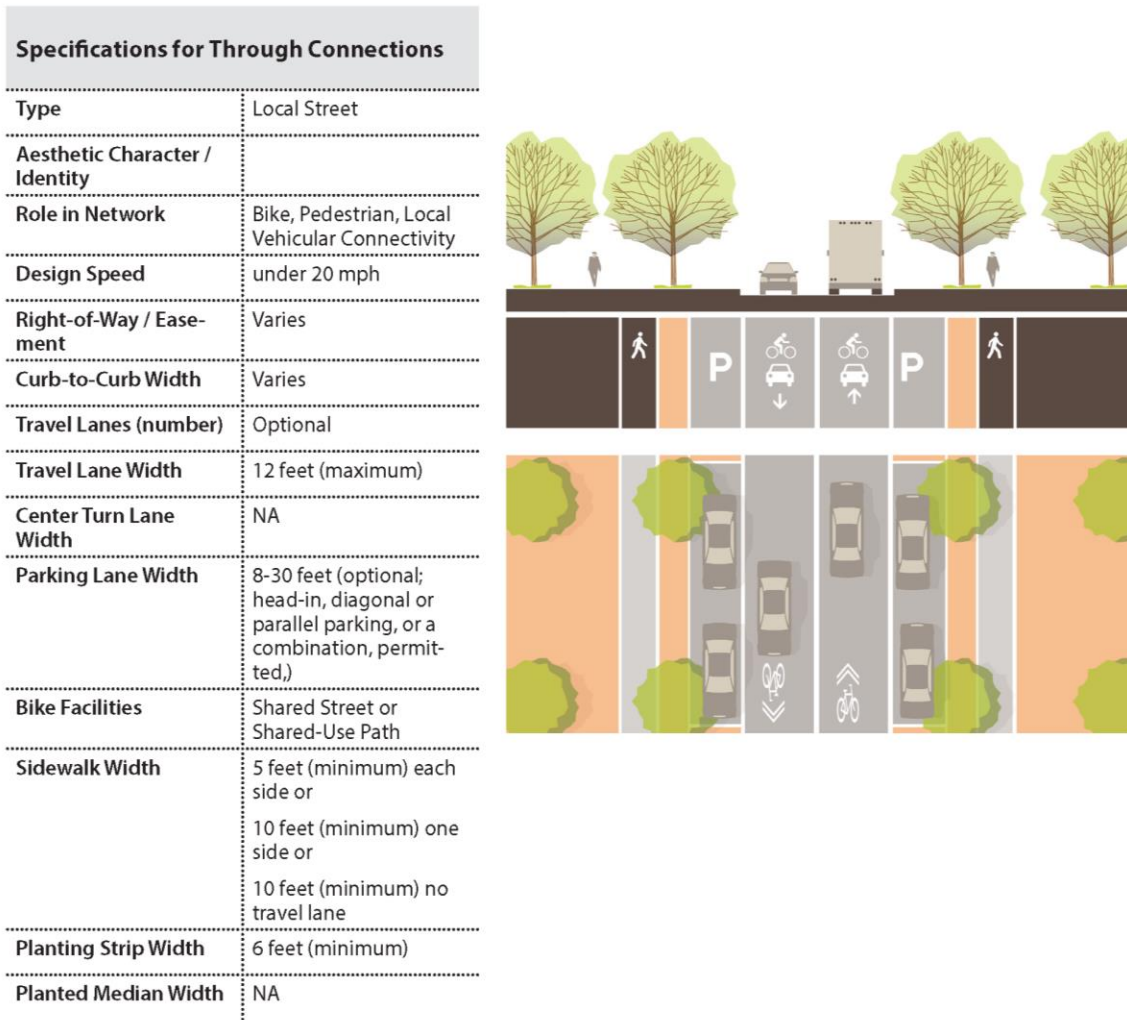 Specifications for Through Connections
Type
Local Street
Aesthetic Character /
Identity
Role in Network
Bike, Pedestrian, Local
Vehicular Connectivity
Design Speed
under 20 mph
Right-of-Way / Ease-
ment
Varies
Curb-to-Curb Width
Varies
Travel Lanes (number)
Optional
Travel Lane Width
12 feet (maximum)
Center Turn Lane
Width
NA
Parking Lane Width
8-30 feet (optional;
head-in, diagonal or
parallel parking, or a
combination, permit-
ted,)
Bike Facilities
Shared Street or
Shared-Use Path
Sidewalk Width
5 feet (minimum) each
side or
10 feet (minimum) one
side or
10 feet (minimum) no
travel lane
Planting Strip Width
6 feet (minimum)
Planted Median Width
NA
P
P